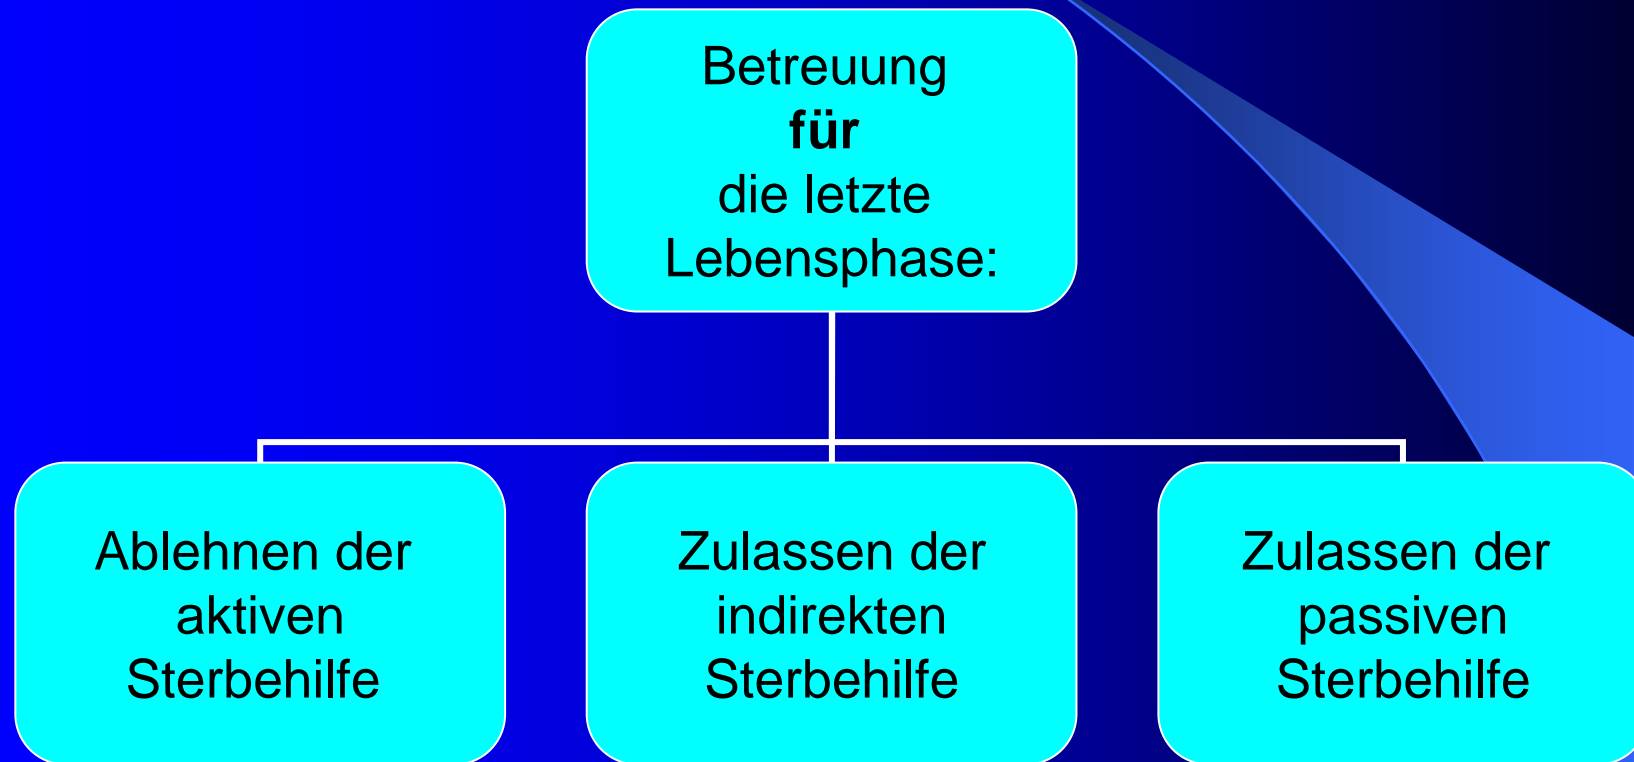 Betreuung
für
die letzte
Lebensphase:
Ablehnen der
aktiven
Sterbehilfe
Zulassen der
indirekten
Sterbehilfe
Zulassen der
passiven
Sterbehilfe